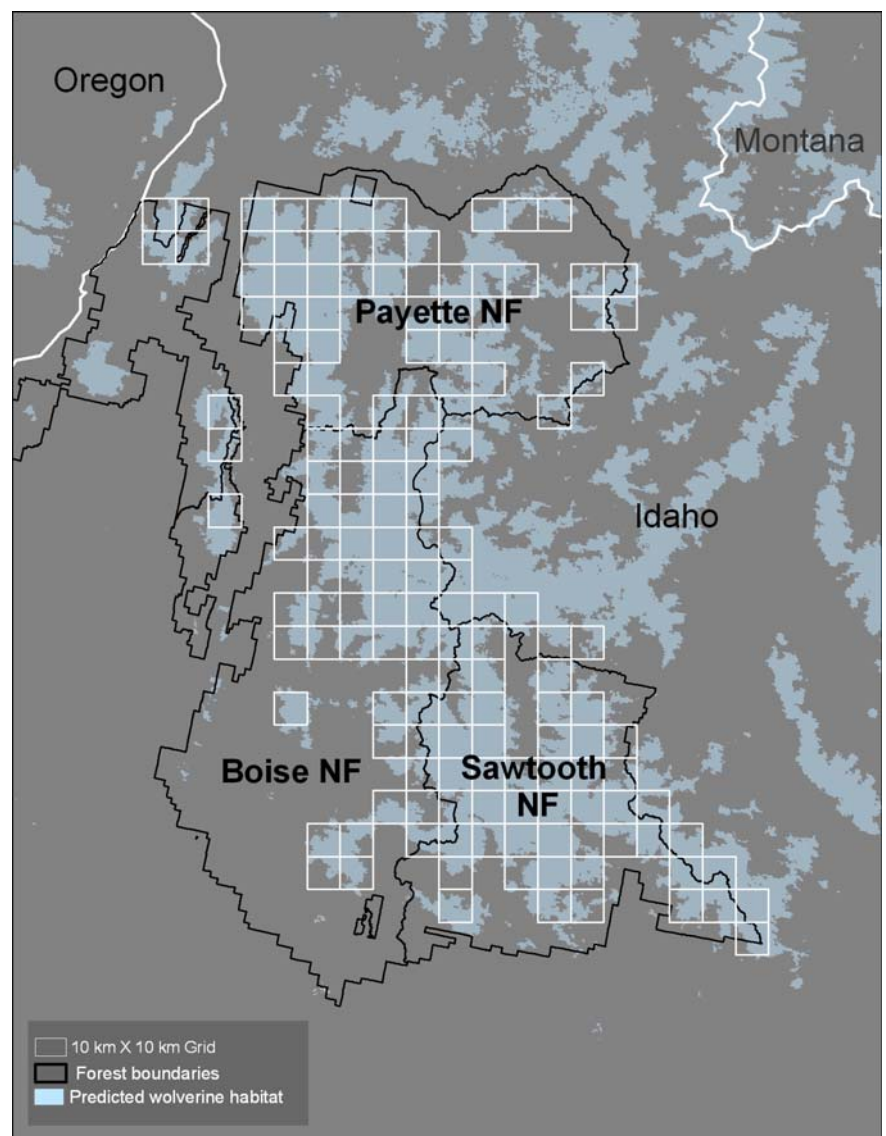 Oregon
Montana
Payette NF
Idaho
Boise NF
Sawtooth
NF
10 km X 10 km Grid
Forest boundaries
Predicted wolverine habitat